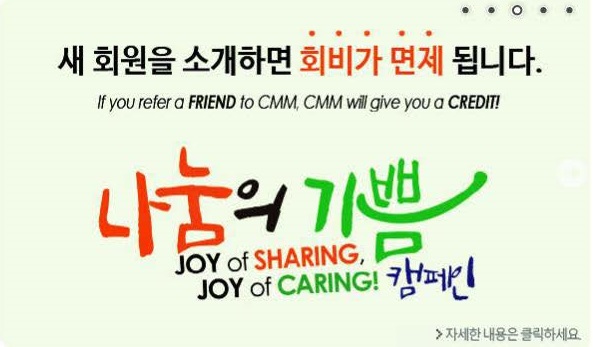 새 회원을 소개하면 회비가 면제 됩니다.
If you refer a FRIEND to CMM, CMM will give you a CREDIT!
나눔의 기쁨
JOY of SHARING,
JOY of CARING! 캠페인
> 자세한 내용은 클릭하세요.